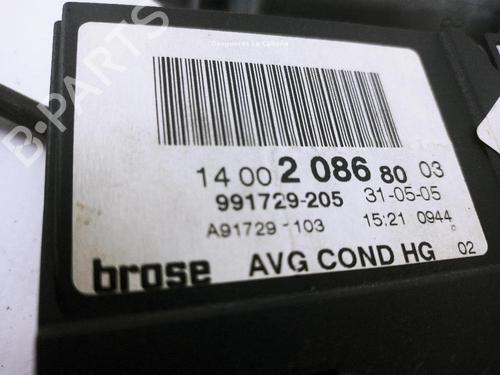 Desguaces La Cabaña
B-PARTS
14 00 2 086 80 03
991729-205 31-05-05
A91729-103 15:21 0944
brose AVG COND HG 02